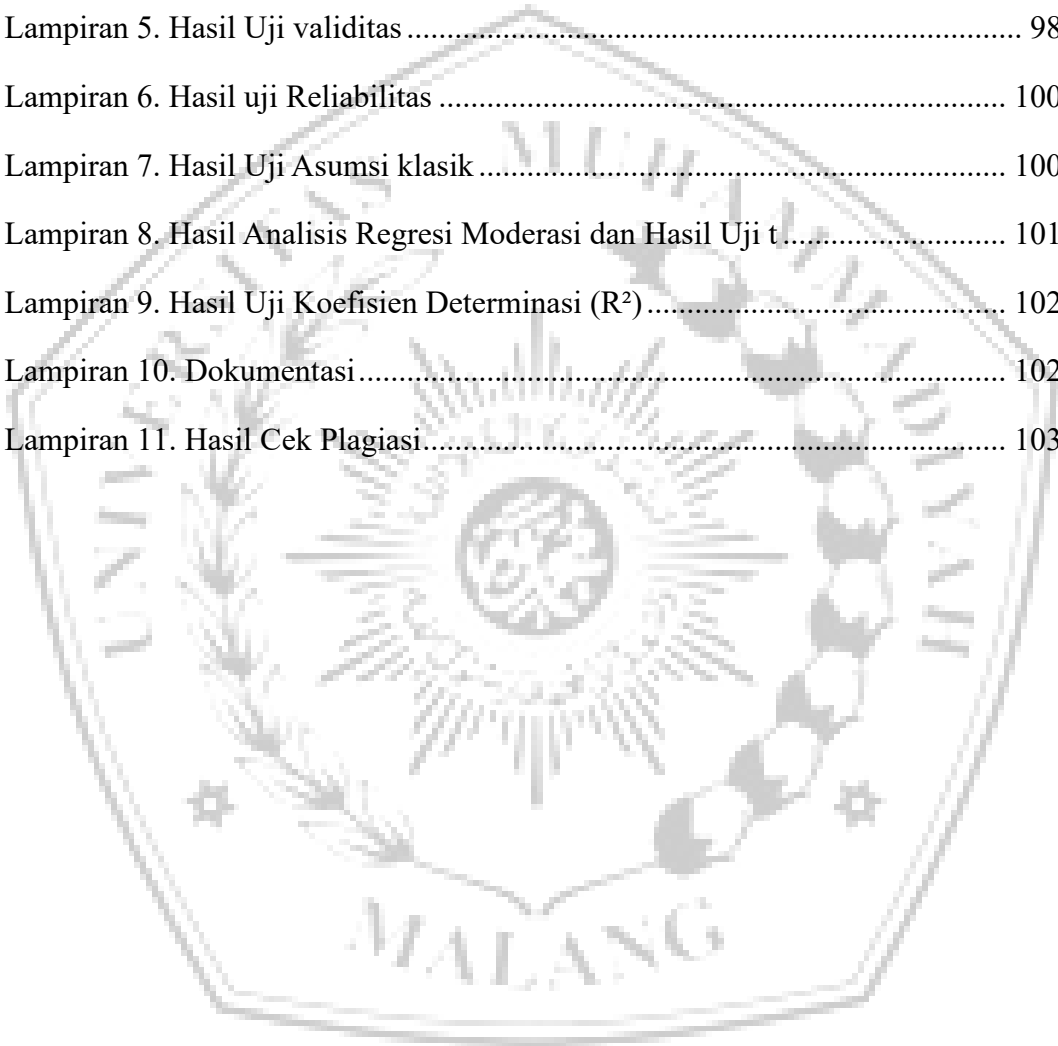 Lampiran 5. Hasil Uji validitas ........................................................................... 98
Lampiran 6. Hasil uji Reliabilitas ..................................................................... 100
Lampiran 7. Hasil Uji Asumsi klasik ................................................................ 100
Lampiran 8. Hasil Analisis Regresi Moderasi dan Hasil Uji t ........................... 101
Lampiran 9. Hasil Uji Koefisien Determinasi (R²) ........................................... 102
Lampiran 10. Dokumentasi ............................................................................... 102
Lampiran 11. Hasil Cek Plagiasi ....................................................................... 103
UNIVERSITAS MUHAMMADIYAH
MALANG